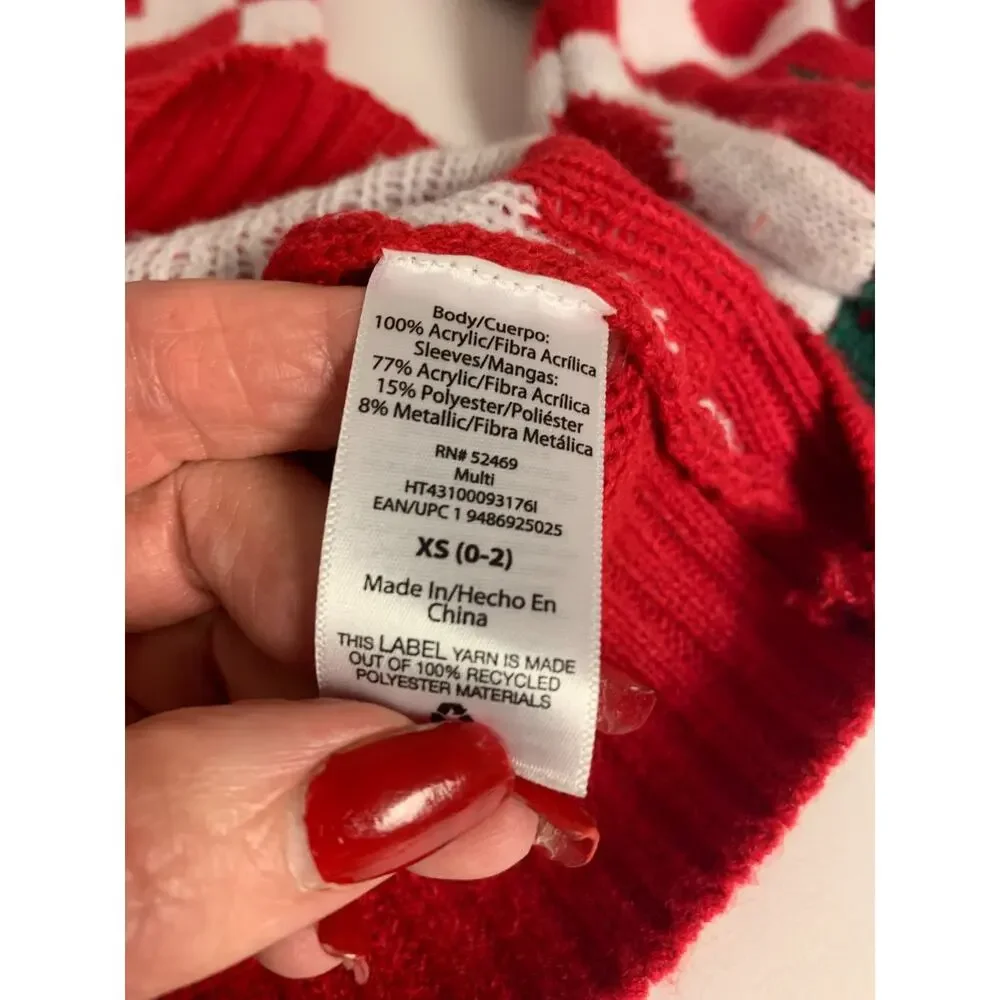 Body/Cuerpo:
100% Acrylic/Fibra Acrílica
Sleeves/Mangas:
77% Acrylic/Fibra Acrílica
15% Polyester/Poliéster
8% Metallic/Fibra Metálica
RN# 52469
Multi
HT43100093176I
EAN/UPC 1 9486925025
XS (0-2)
Made In/Hecho En
China
THIS LABEL YARN IS MADE
OUT OF 100% RECYCLED
POLYESTER MATERIALS